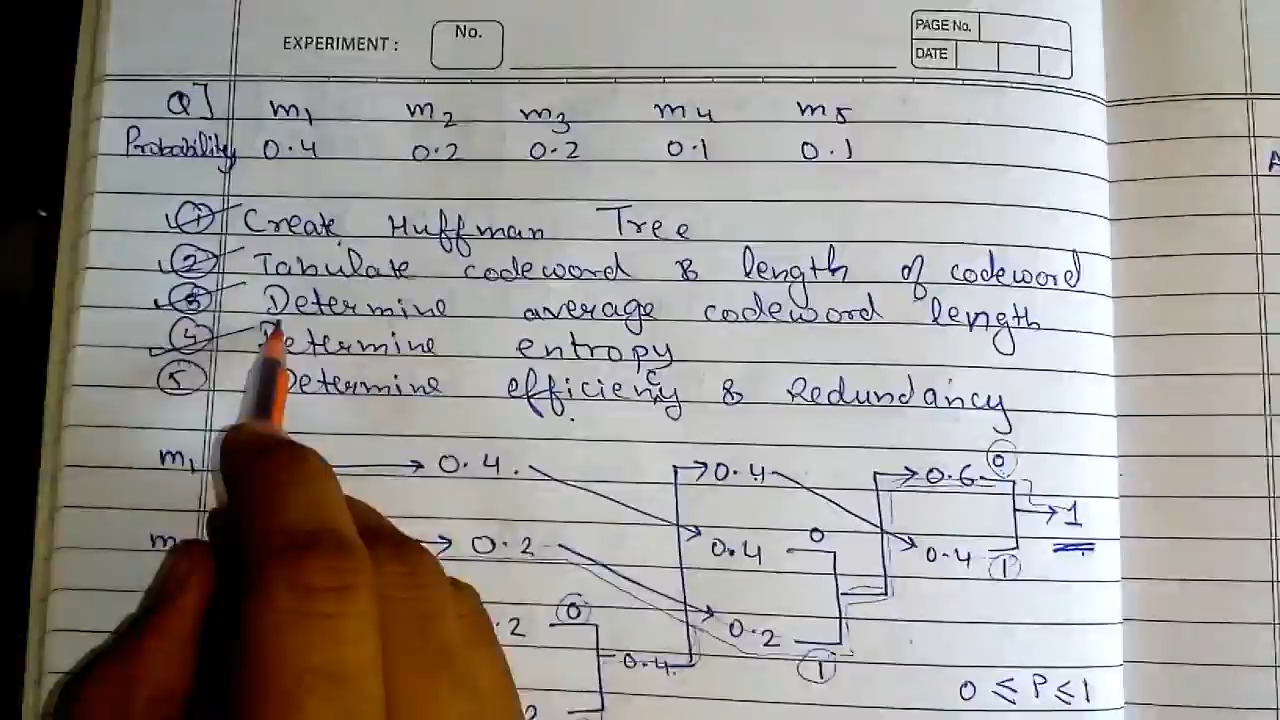 EXPERIMENT :
No.
PAGE No.
DATE
Q] m1 m2 m3 m4 m5
Probability 0.4 0.2 0.2 0.1 0.1
1 Create Huffman Tree
2 Tabulate codeword & length of codeword
3 Determine average codeword length
4 Determine entropy
5 Determine efficiency & Redundancy
m1 0.4 0.4 0.6 0 1
0.4 0 0.4 1
m 0.2
0.2
.2 0 0.4 1
0 ≤ P ≤ 1